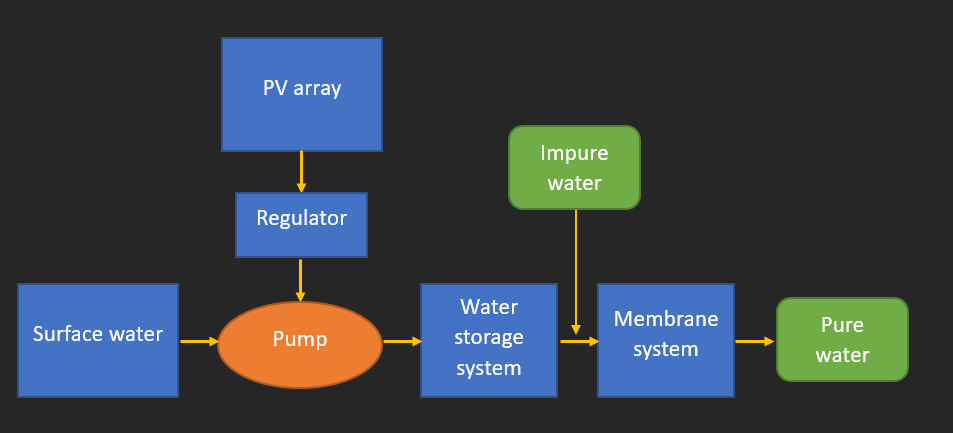 PV array
Impure
water
Regulator
Surface water
Pump
Water
storage
system
Membrane
system
Pure
water